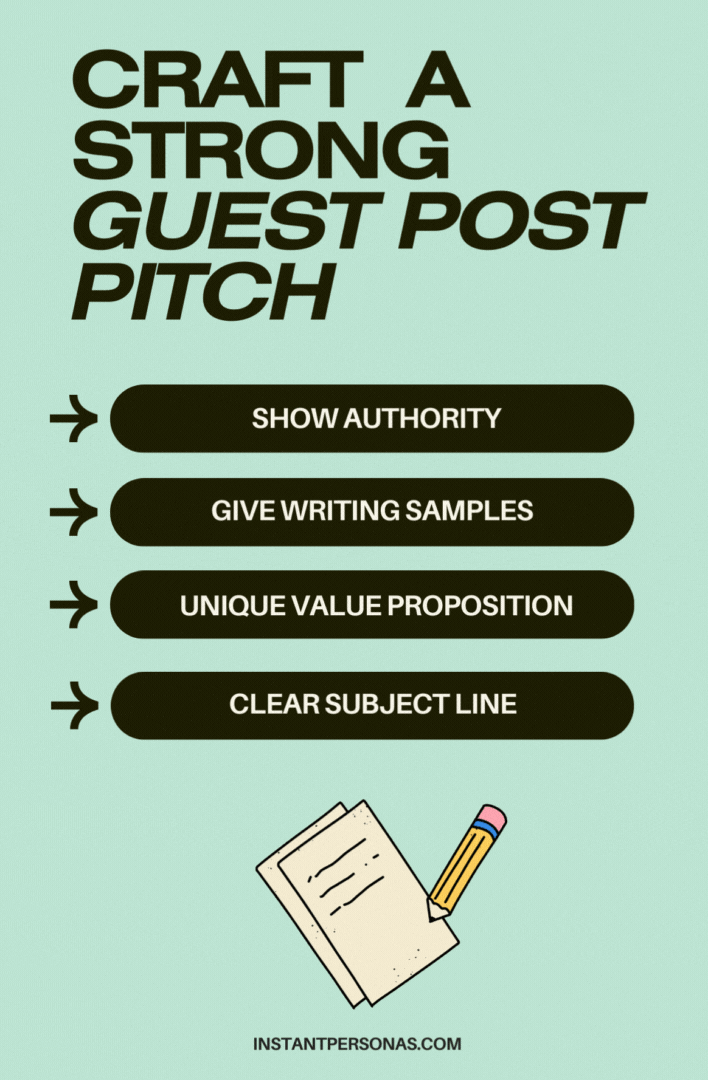 CRAFT A
STRONG
GUEST POST
PITCH
SHOW AUTHORITY
GIVE WRITING SAMPLES
UNIQUE VALUE PROPOSITION
CLEAR SUBJECT LINE
INSTANTPERSONAS.COM